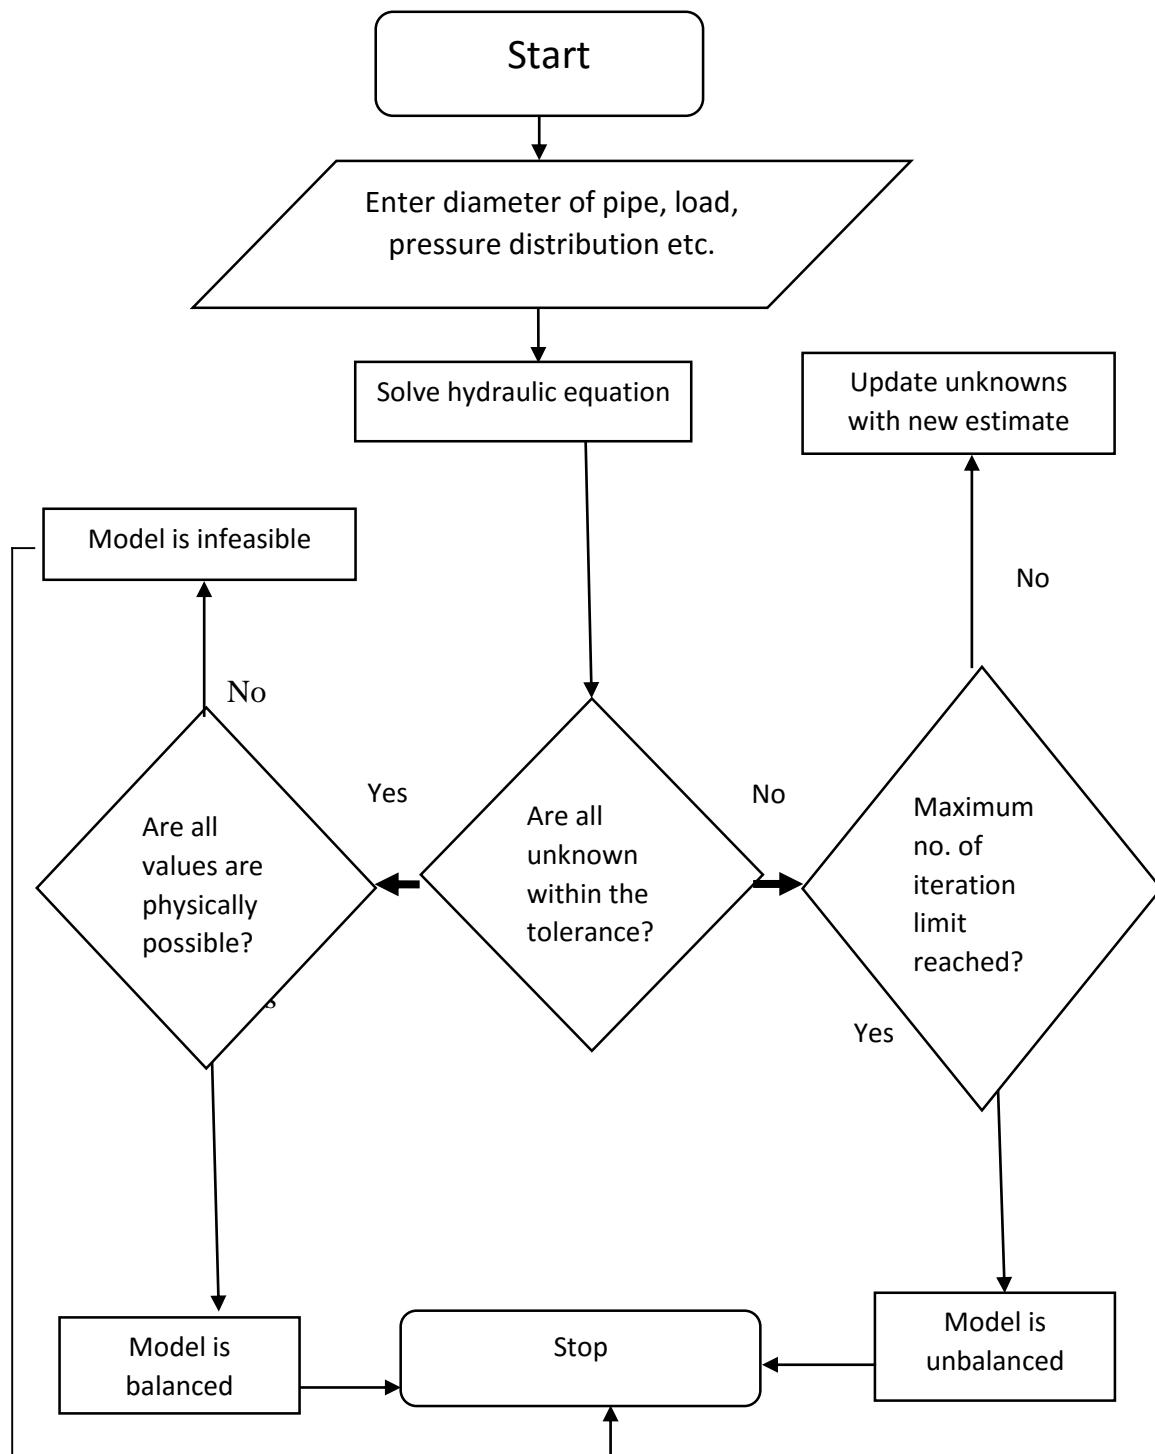 Start
Enter diameter of pipe, load,
pressure distribution etc.
Solve hydraulic equation
Update unknowns
with new estimate
Model is infeasible
No
No
Yes
No
Are all
values are
physically
possible?
Are all
unknown
within the
tolerance?
Maximum
no. of
iteration
limit
reached?
Yes
Model is
balanced
Stop
Model is
unbalanced